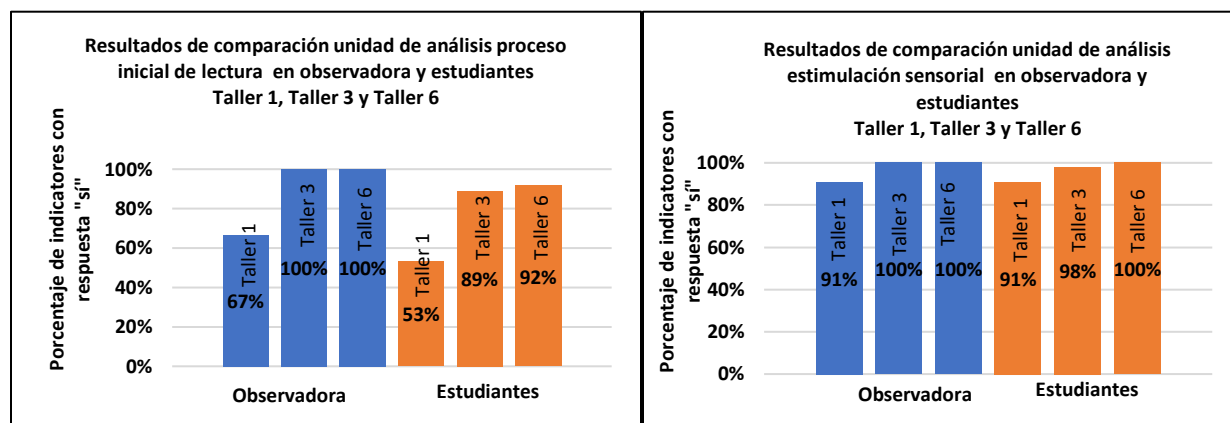 Resultados de comparación unidad de análisis proceso
inicial de lectura en observadora y estudiantes
Taller 1, Taller 3 y Taller 6
Porcentaje de indicatores con
respuesta "sí"
100%
80%
60%
40%
20%
0%
Taller 1
67%
Taller 3
100%
Taller 6
100%
Taller 1
53%
Taller 3
89%
Taller 6
92%
Observadora
Estudiantes
Resultados de comparación unidad de análisis
estimulación sensorial en observadora y
estudiantes
Taller 1, Taller 3 y Taller 6
Porcentaje de indicatores con
respuesta "sí"
100%
80%
60%
40%
20%
0%
Taller 1
91%
Taller 3
100%
Taller 6
100%
Taller 1
91%
Taller 3
98%
Taller 6
100%
Observadora
Estudiantes